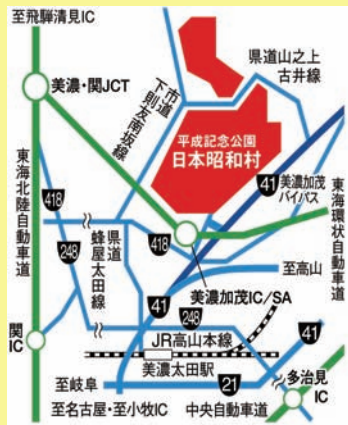 至飛騨清見IC
美濃・関JCT
市道
下則友南坂線
県道山之上
古井線
平成記念公園
日本昭和村
41
美濃加茂
バイパス
東海北陸自動車道
418
248
県道
蜂屋太田線
418
東海環状自動車道
至高山
美濃加茂IC/SA
関
IC
41
248
JR高山本線
美濃太田駅
41
至岐阜
21
多治見
IC
至名古屋・至小牧IC
中央自動車道